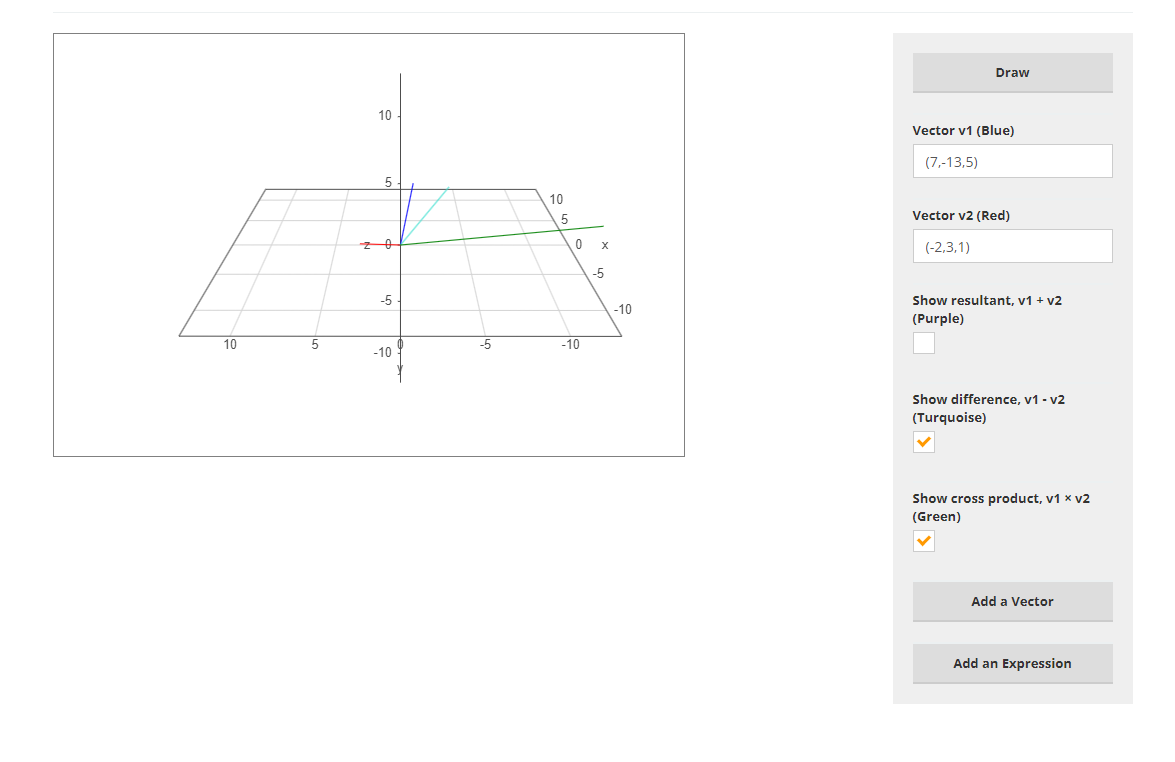 10
5
10
5
z
0
0
x
-5
-5
-10
10
5
0
-5
-10
-10
y
Draw
Vector v1 (Blue)
(7,-13,5)
Vector v2 (Red)
(-2,3,1)
Show resultant, v1 + v2
(Purple)
Show difference, v1 - v2
(Turquoise)
Show cross product, v1 × v2
(Green)
Add a Vector
Add an Expression